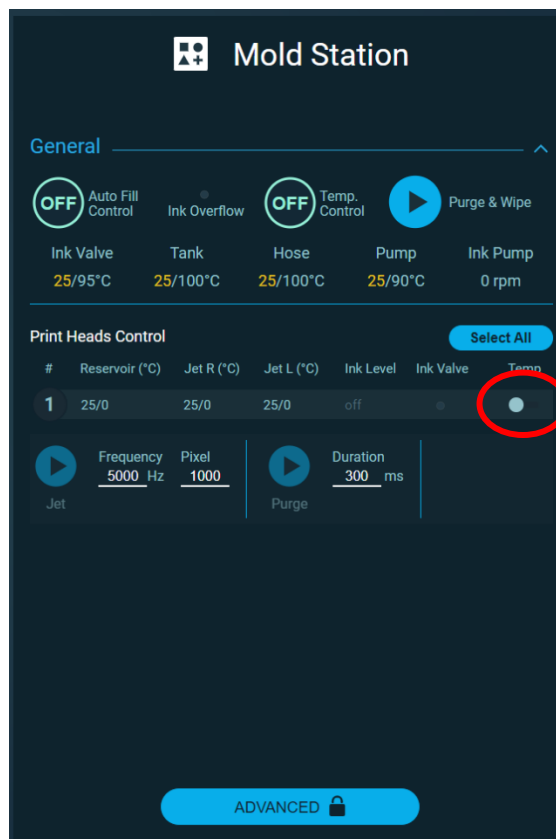 Mold Station
General
OFF Auto Fill Control Ink Overflow OFF Temp. Control Purge & Wipe
Ink Valve Tank Hose Pump Ink Pump
25/95°C 25/100°C 25/100°C 25/90°C 0 rpm
Print Heads Control Select All
# Reservoir (°C) Jet R (°C) Jet L (°C) Ink Level Ink Valve Temp
1 25/0 25/0 25/0 off
Frequency Pixel Duration
5000 Hz 1000 300 ms
Jet Purge
ADVANCED